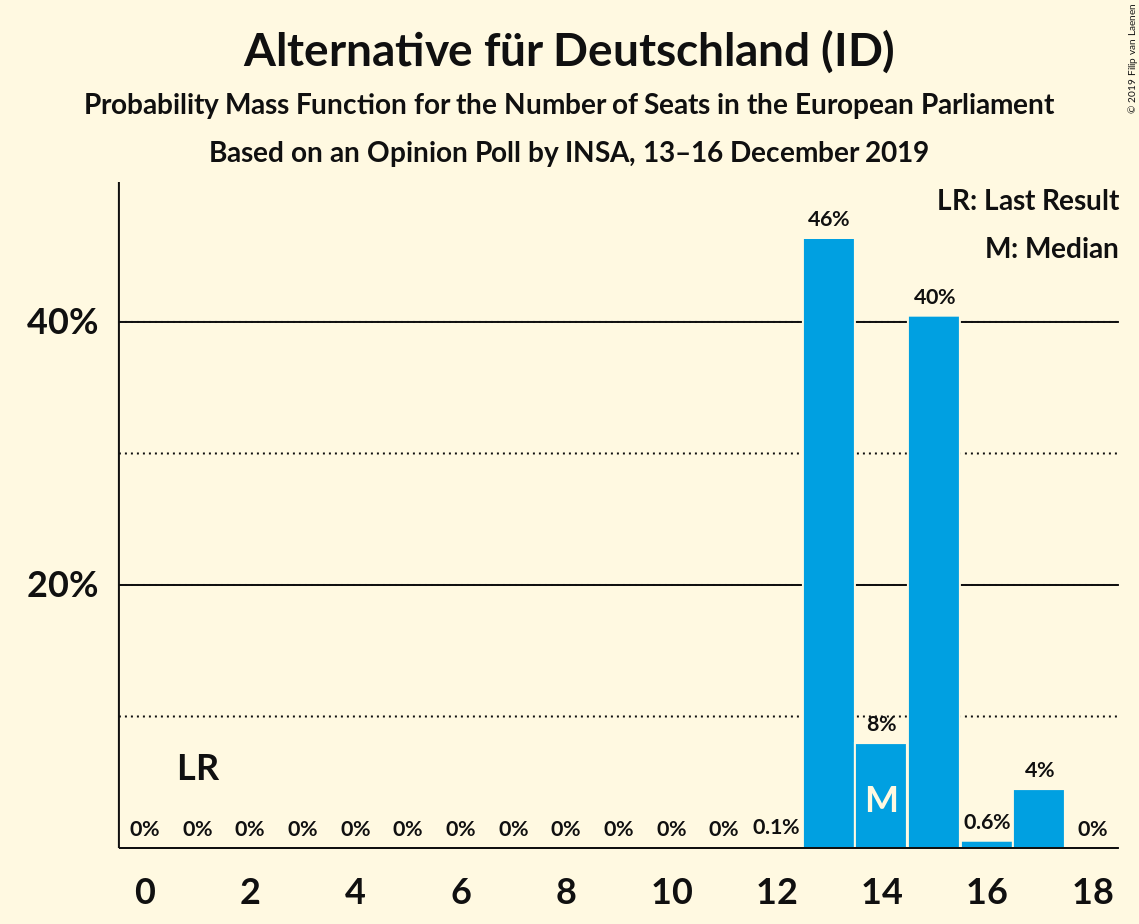 Alternative für Deutschland (ID)
Probability Mass Function for the Number of Seats in the European Parliament
Based on an Opinion Poll by INSA, 13–16 December 2019
© 2019 Filip van Laenen
LR: Last Result
M: Median
46%
40%
40%
20%
8%
LR
M
4%
0% 0% 0% 0% 0% 0% 0% 0% 0% 0% 0% 0% 0.1% 0.6% 0%
0 2 4 6 8 10 12 14 16 18